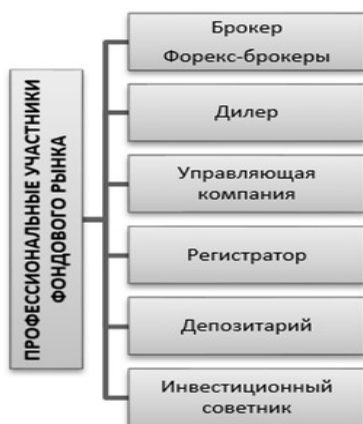 ПРОФЕССИОНАЛЬНЫЕ УЧАСТНИКИ
ФОНДОВОГО РЫНКА
Брокер
Форекс-брокеры
Дилер
Управляющая
компания
Регистратор
Депозитарий
Инвестиционный
советник